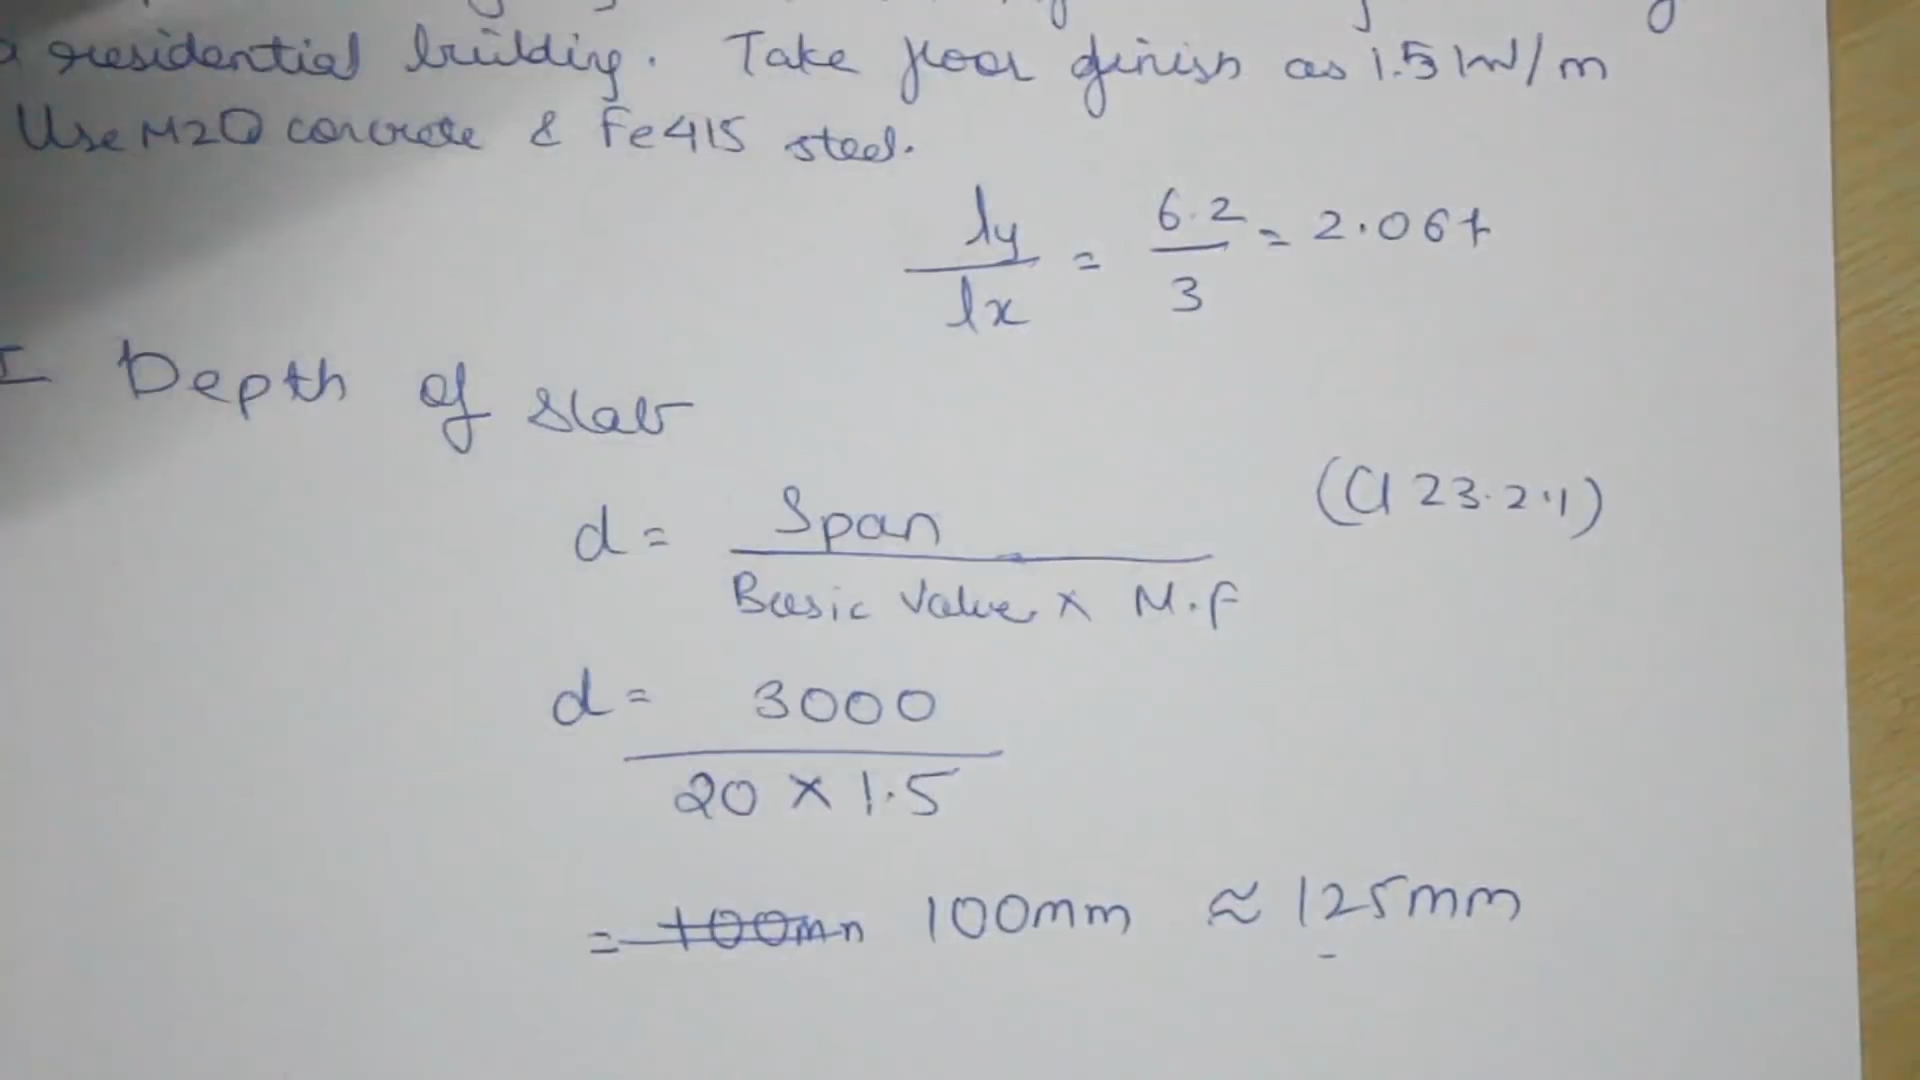 a residential building. Take floor finish as 1.5 kN/m
Use M20 concrete & Fe415 steel.
ly/lx = 6.2/3 = 2.067
I Depth of slab
d = Span / Basic Value x M.F (Cl 23.2.1)
d = 3000 / 20 x 1.5
= 100mm 100mm ≈ 125mm